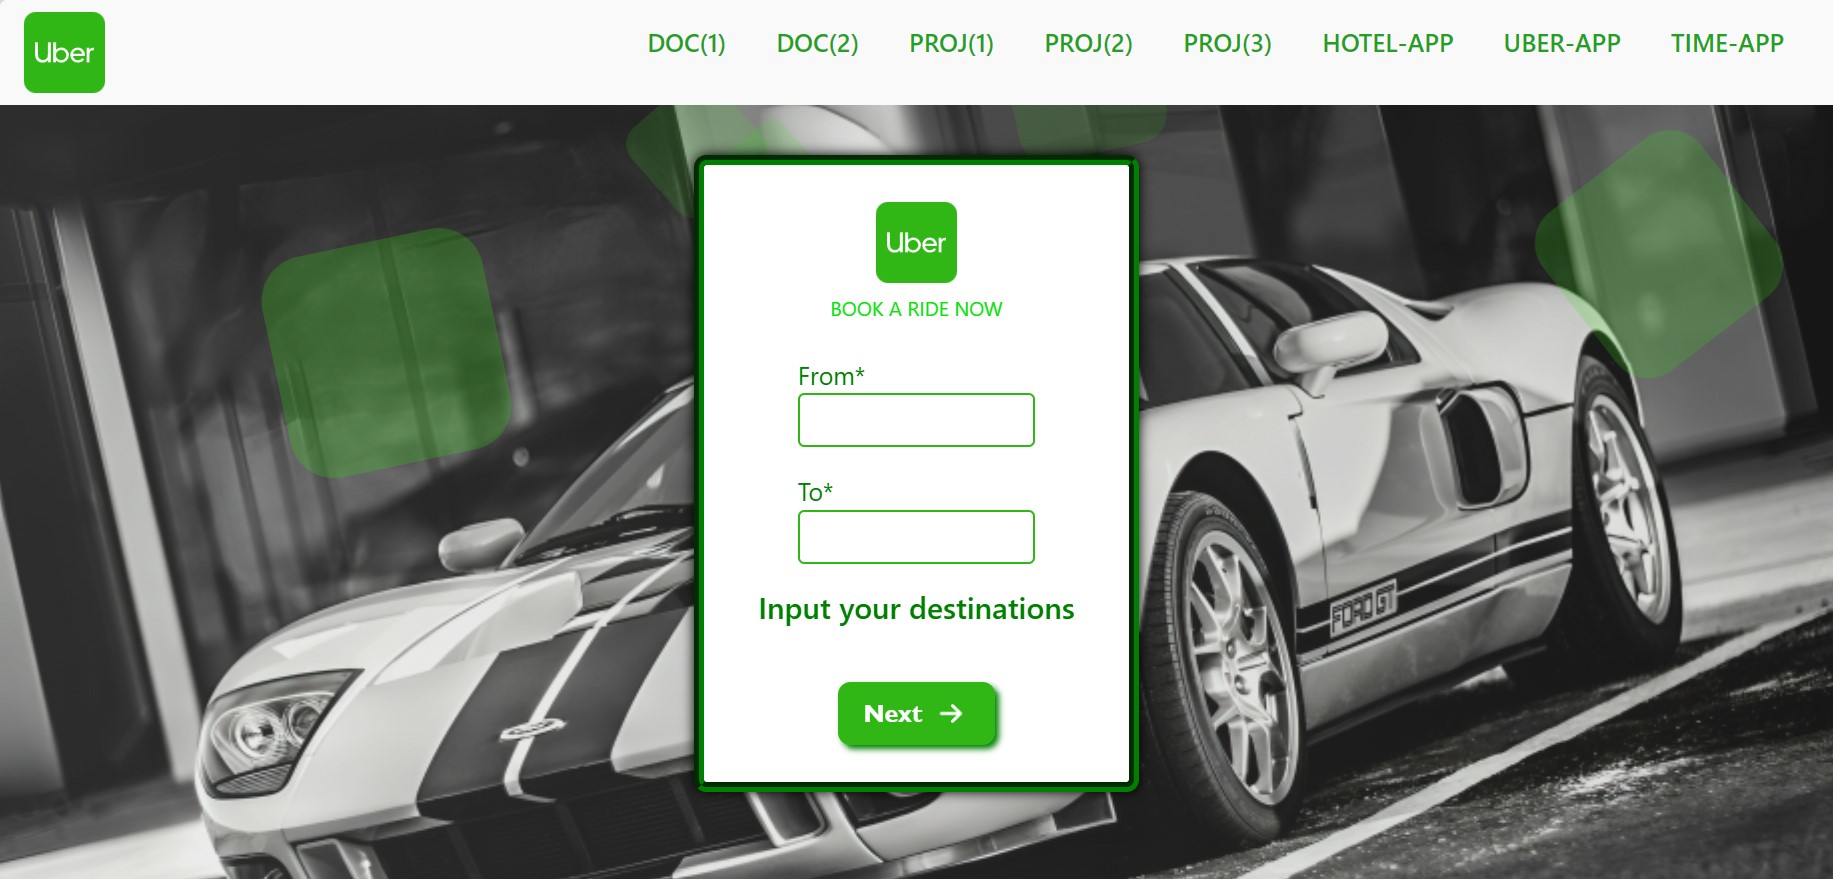 Uber
DOC(1) DOC(2) PROJ(1) PROJ(2) PROJ(3) HOTEL-APP UBER-APP TIME-APP
Uber
BOOK A RIDE NOW
From*
To*
Input your destinations
Next →
FORD GT